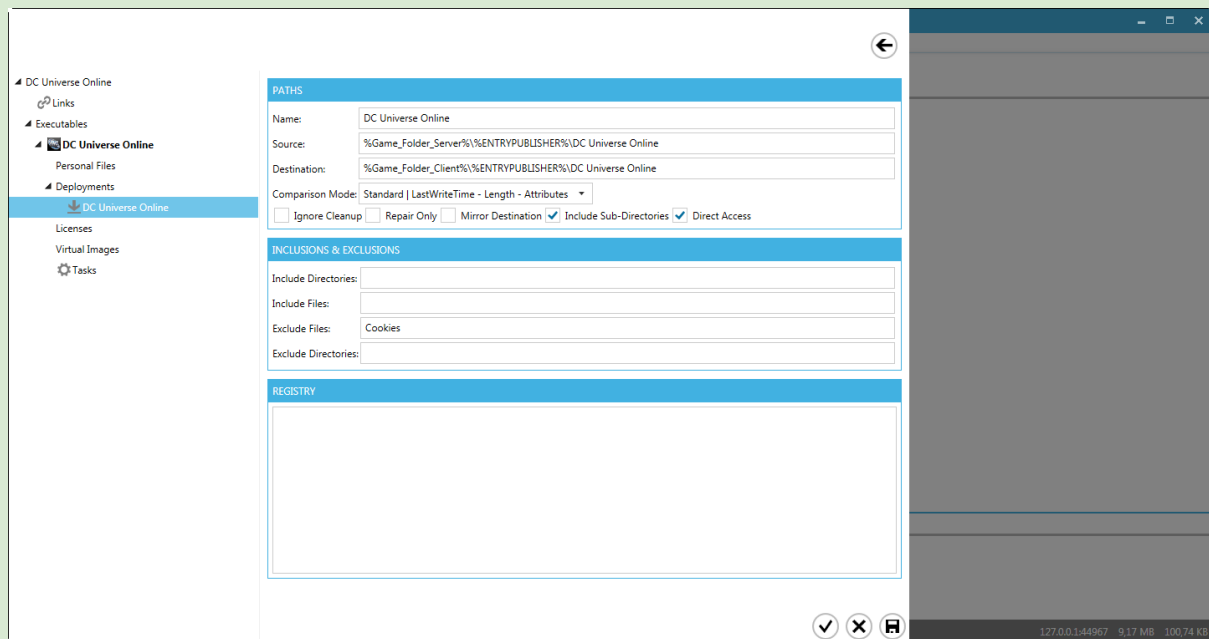 DC Universe Online
Links
Executables
DC Universe Online
Personal Files
Deployments
DC Universe Online
Licenses
Virtual Images
Tasks
PATHS
Name: DC Universe Online
Source: %Game_Folder_Server%\%ENTRYPUBLISHER%\DC Universe Online
Destination: %Game_Folder_Client%\%ENTRYPUBLISHER%\DC Universe Online
Comparison Mode: Standard | LastWriteTime - Length - Attributes
Ignore Cleanup Repair Only Mirror Destination Include Sub-Directories Direct Access
INCLUSIONS & EXCLUSIONS
Include Directories:
Include Files:
Exclude Files: Cookies
Exclude Directories:
REGISTRY
127.0.0.1:44967 9,17 MB 100,74 KB